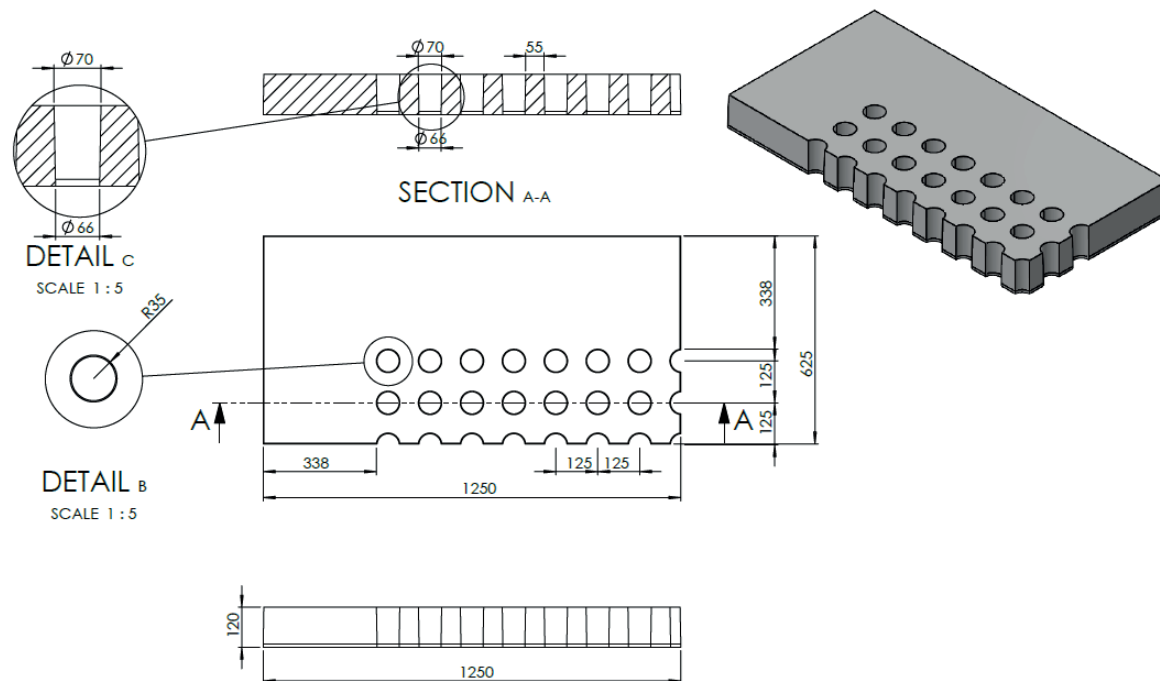 Ø70
Ø70
55
Ø66
SECTION A-A
Ø66
DETAIL C
SCALE 1 : 5
R35
338
125
625
A
A
125
DETAIL B
SCALE 1 : 5
338
125
125
1250
120
1250